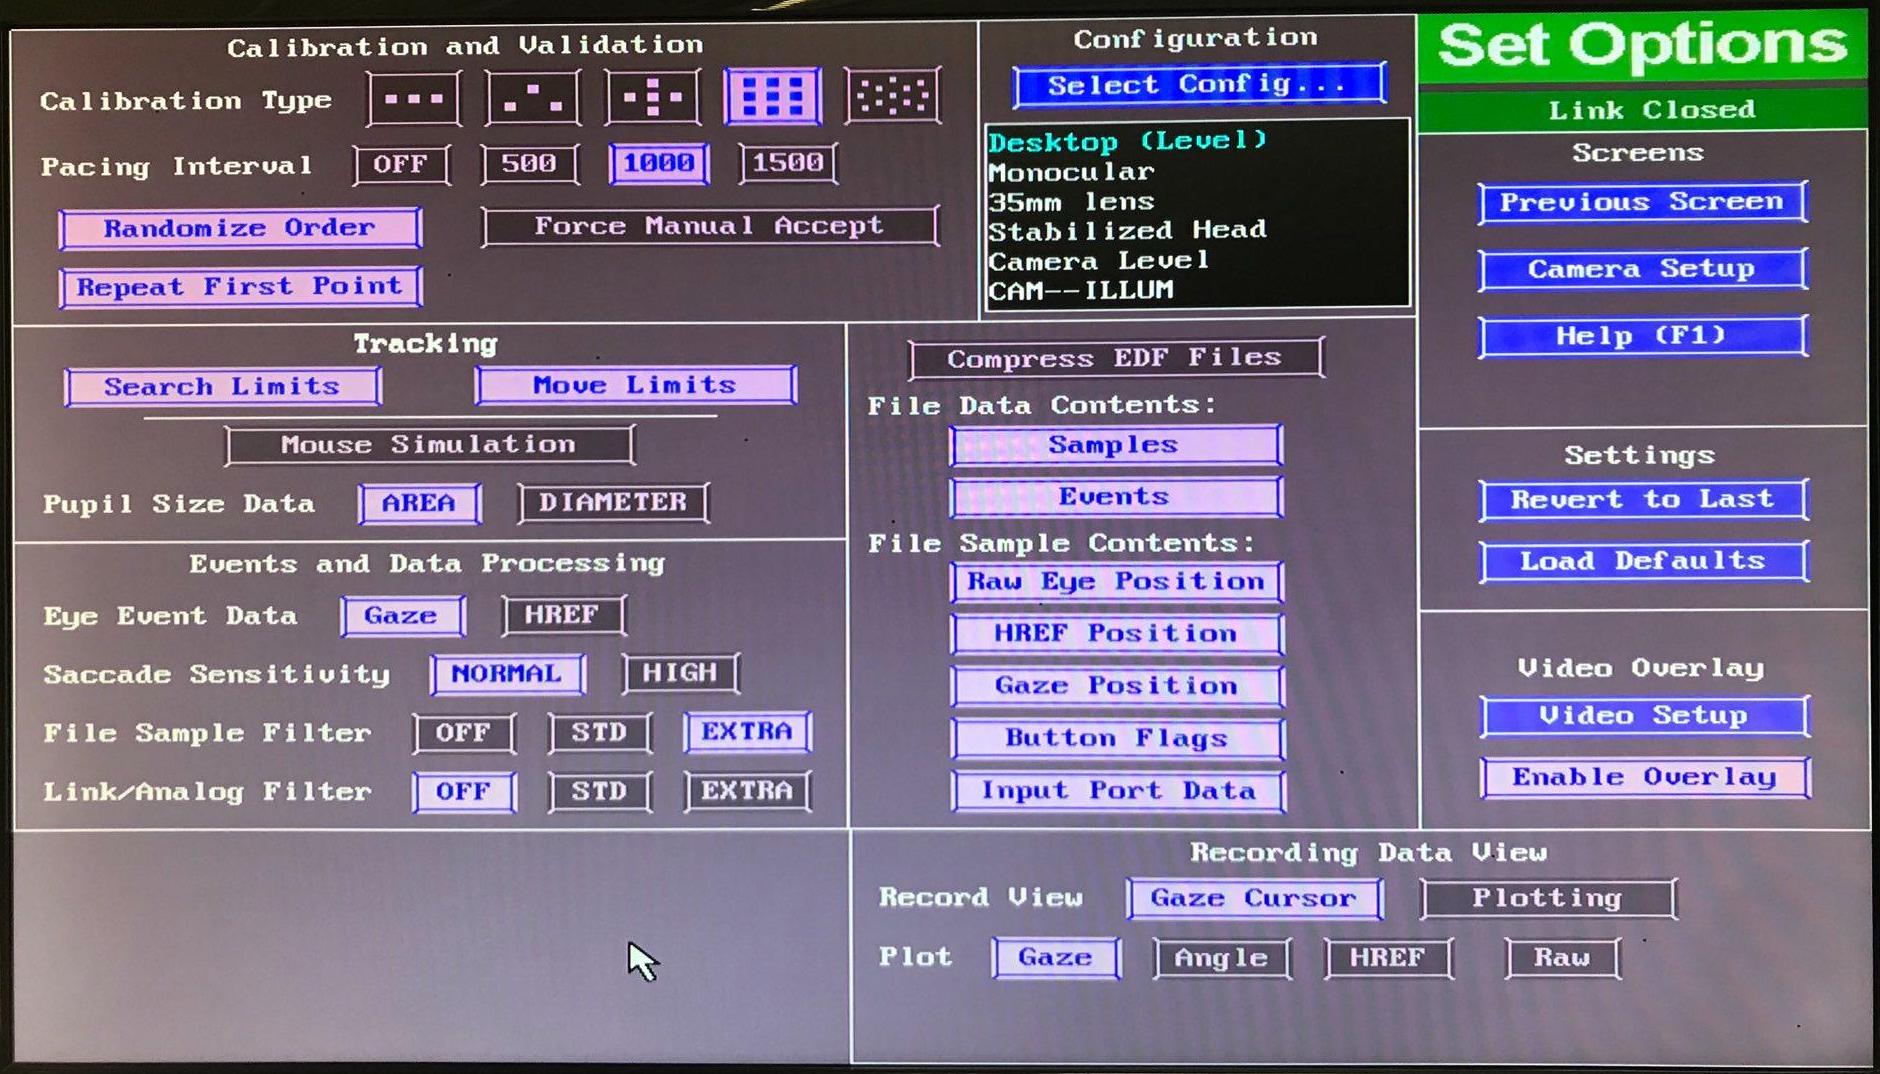 Calibration and Validation
Calibration Type
Pacing Interval OFF 500 1000 1500
Randomize Order Force Manual Accept
Repeat First Point
Configuration
Select Config...
Desktop (Level)
Monocular
35mm lens
Stabilized Head
Camera Level
CAM--ILLUM
Set Options
Link Closed
Screens
Previous Screen
Camera Setup
Help (F1)
Tracking
Search Limits Move Limits
Mouse Simulation
Pupil Size Data AREA DIAMETER
Events and Data Processing
Eye Event Data Gaze HREF
Saccade Sensitivity NORMAL HIGH
File Sample Filter OFF STD EXTRA
Link/Analog Filter OFF STD EXTRA
Compress EDF Files
File Data Contents:
Samples
Events
File Sample Contents:
Raw Eye Position
HREF Position
Gaze Position
Button Flags
Input Port Data
Settings
Revert to Last
Load Defaults
Video Overlay
Video Setup
Enable Overlay
Recording Data View
Record View Gaze Cursor Plotting
Plot Gaze Angle HREF Raw